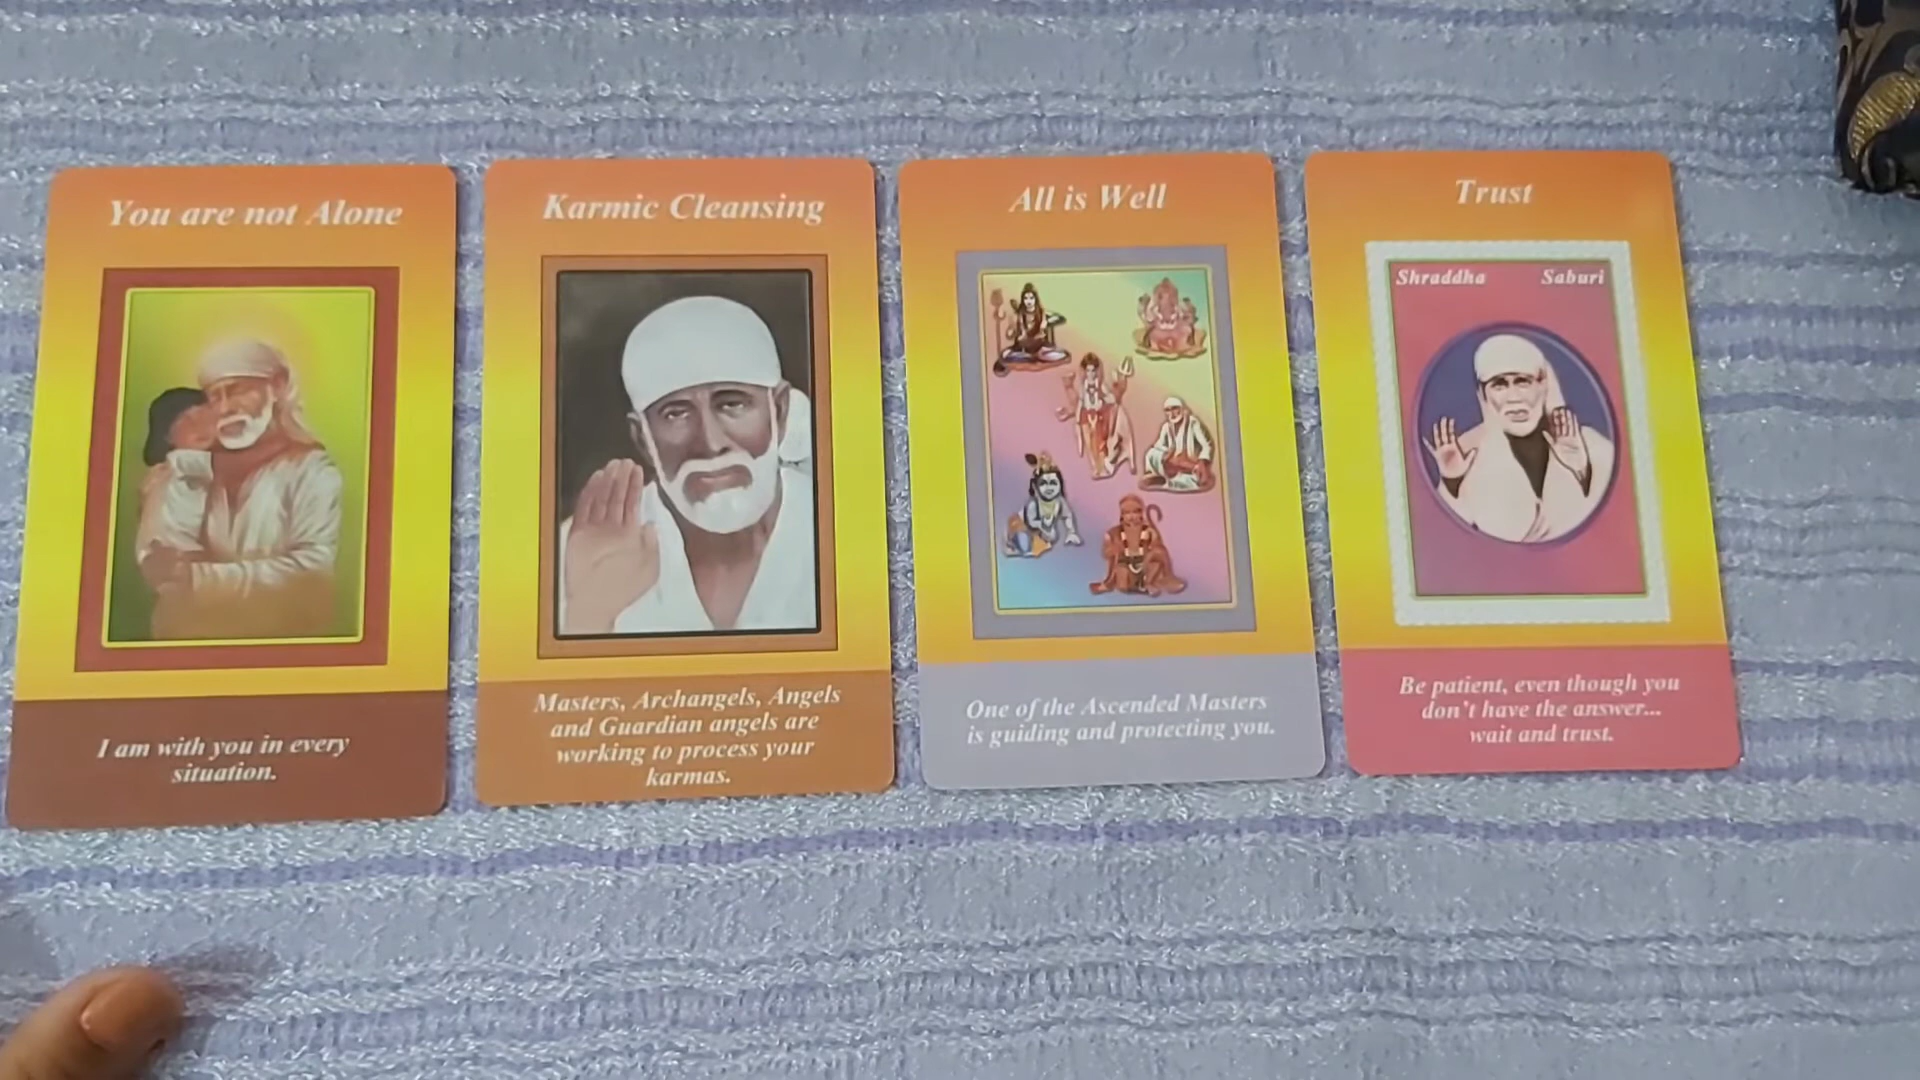 You are not Alone
I am with you in every
situation.
Karmic Cleansing
Masters, Archangels, Angels
and Guardian angels are
working to process your
karmas.
All is Well
One of the Ascended Masters
is guiding and protecting you.
Trust
Shraddha Saburi
Be patient, even though you
don't have the answer...
wait and trust.